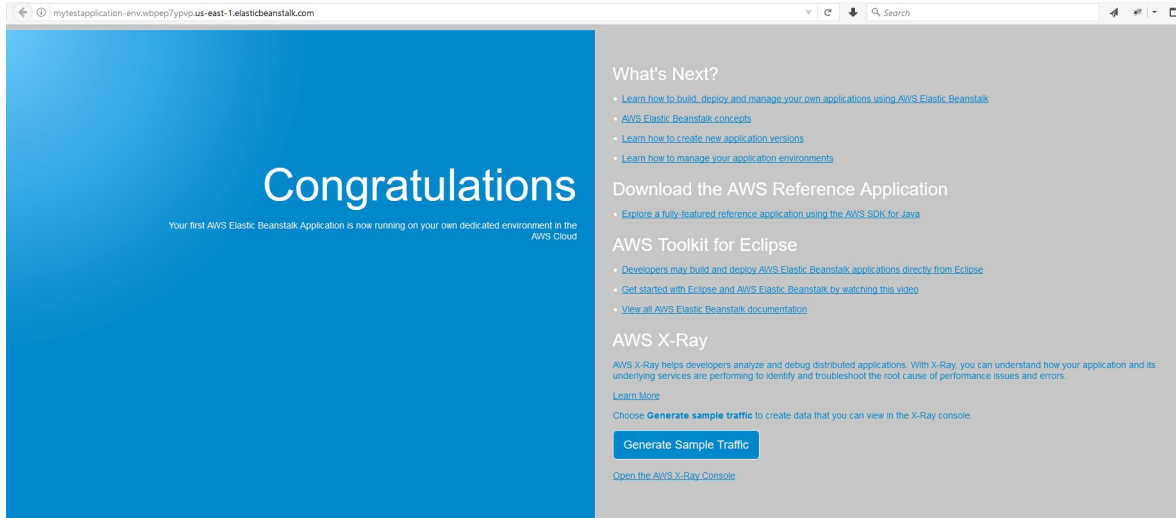 mytestapplication-env.wbpep7ypvp.us-east-1.elasticbeanstalk.com
Search
Congratulations
Your first AWS Elastic Beanstalk Application is now running on your own dedicated environment in the
AWS Cloud
What's Next?
Learn how to build, deploy and manage your own applications using AWS Elastic Beanstalk
AWS Elastic Beanstalk concepts
Learn how to create new application versions
Learn how to manage your application environments
Download the AWS Reference Application
Explore a fully-featured reference application using the AWS SDK for Java
AWS Toolkit for Eclipse
Developers may build and deploy AWS Elastic Beanstalk applications directly from Eclipse
Get started with Eclipse and AWS Elastic Beanstalk by watching this video
View all AWS Elastic Beanstalk documentation
AWS X-Ray
AWS X-Ray helps developers analyze and debug distributed applications. With X-Ray, you can understand how your application and its
underlying services are performing to identify and troubleshoot the root cause of performance issues and errors.
Learn More
Choose Generate sample traffic to create data that you can view in the X-Ray console.
Generate Sample Traffic
Open the AWS X-Ray Console